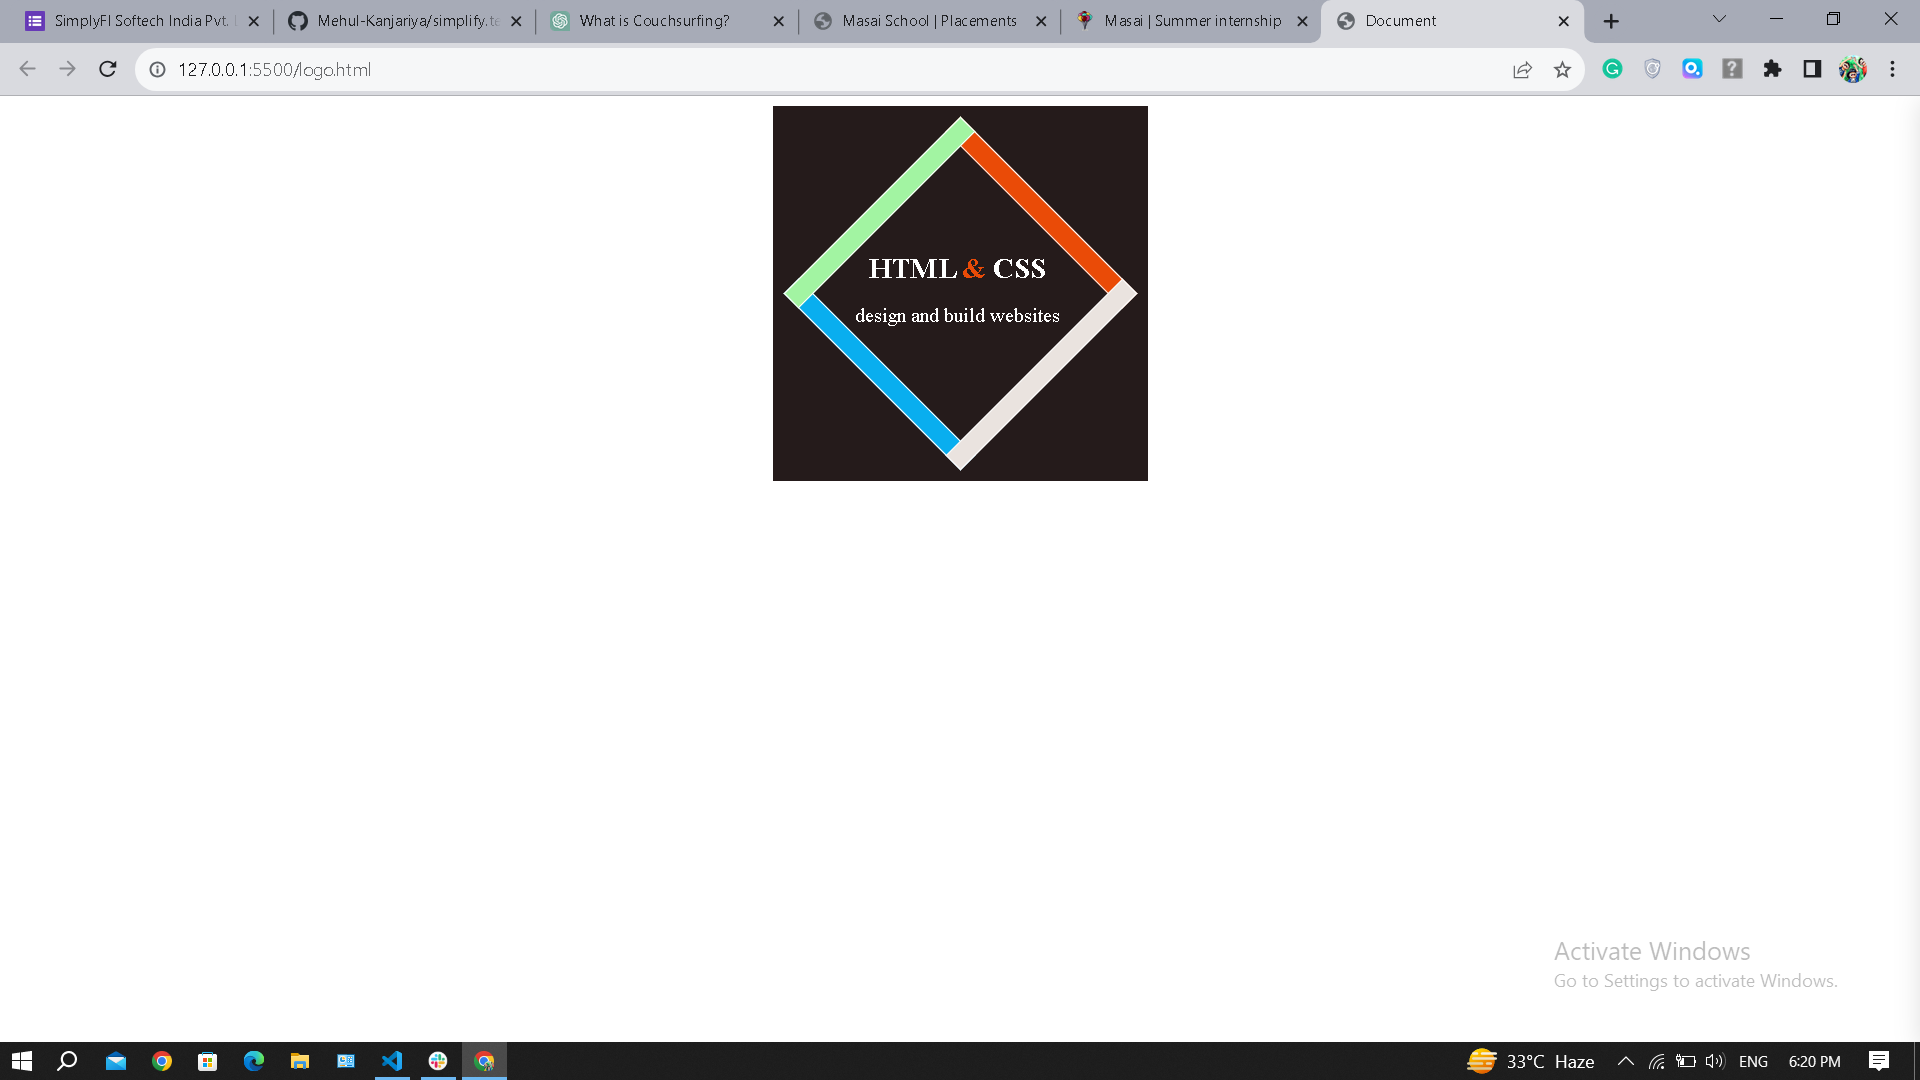 SimplyFI Softech India Pvt.
Mehul-Kanjariya/simplify.te
What is Couchsurfing?
Masai School | Placements
Masai | Summer internship
Document
127.0.0.1:5500/logo.html
HTML & CSS
design and build websites
Activate Windows
Go to Settings to activate Windows.
33°C Haze
ENG
6:20 PM